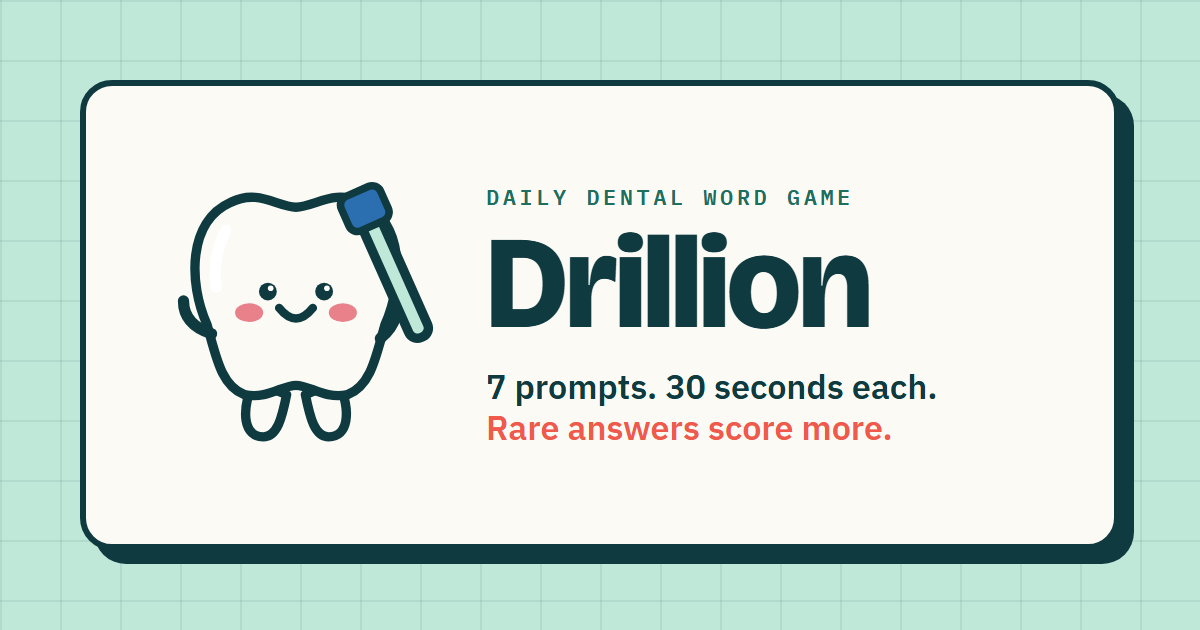 DAILY DENTAL WORD GAME
Drillion
7 prompts. 30 seconds each.
Rare answers score more.